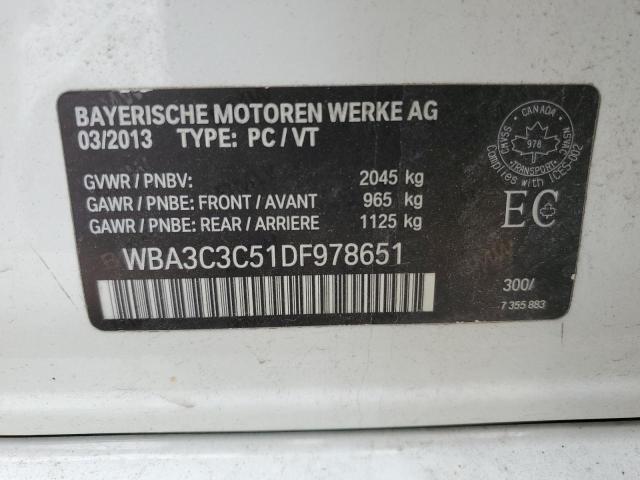 BAYERISCHE MOTOREN WERKE AG
03/2013 TYPE: PC / VT
GVWR / PNBV: 2045 kg
GAWR / PNBE: FRONT / AVANT 965 kg
GAWR / PNBE: REAR / ARRIERE 1125 kg
WBA3C3C51DF978651
CANADA
CMVSS
NSVAC
978
TRANSPORT
Complies with ICES-002
EC
300/
7 355 883